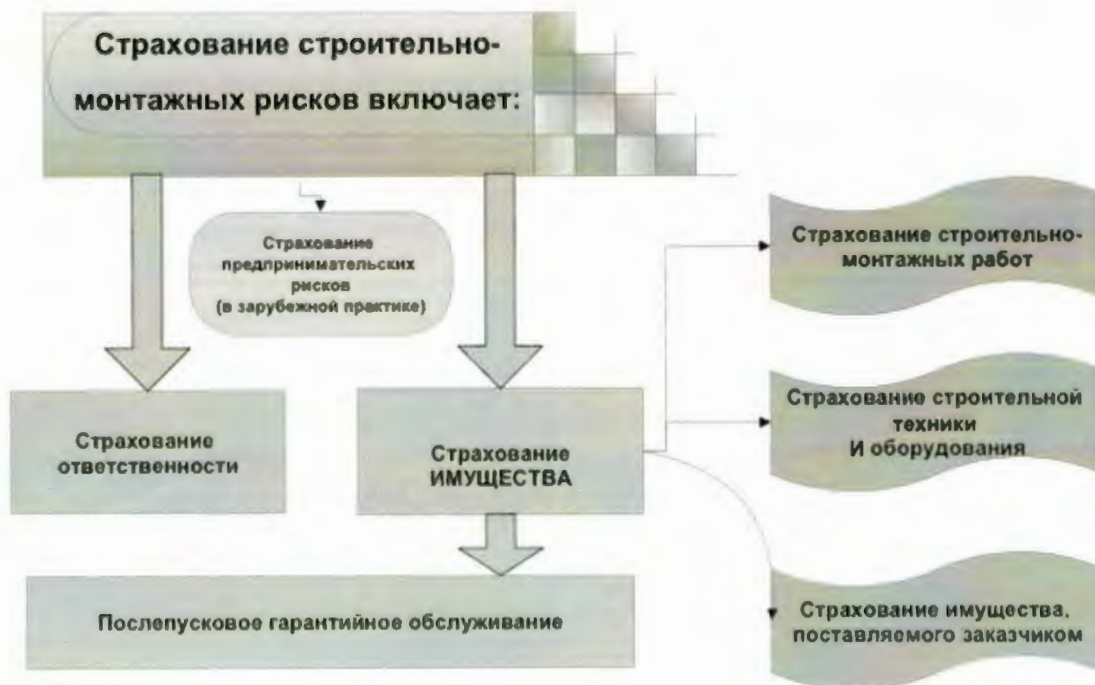 Страхование строительно-
монтажных рисков включает:
Страхование
предпринимательских
рисков
(в зарубежной практике)
Страхование
ответственности
Страхование
ИМУЩЕСТВА
Послепусковое гарантийное обслуживание
Страхование строительно-
монтажных работ
Страхование строительной
техники
И оборудования
Страхование имущества,
поставляемого заказчиком